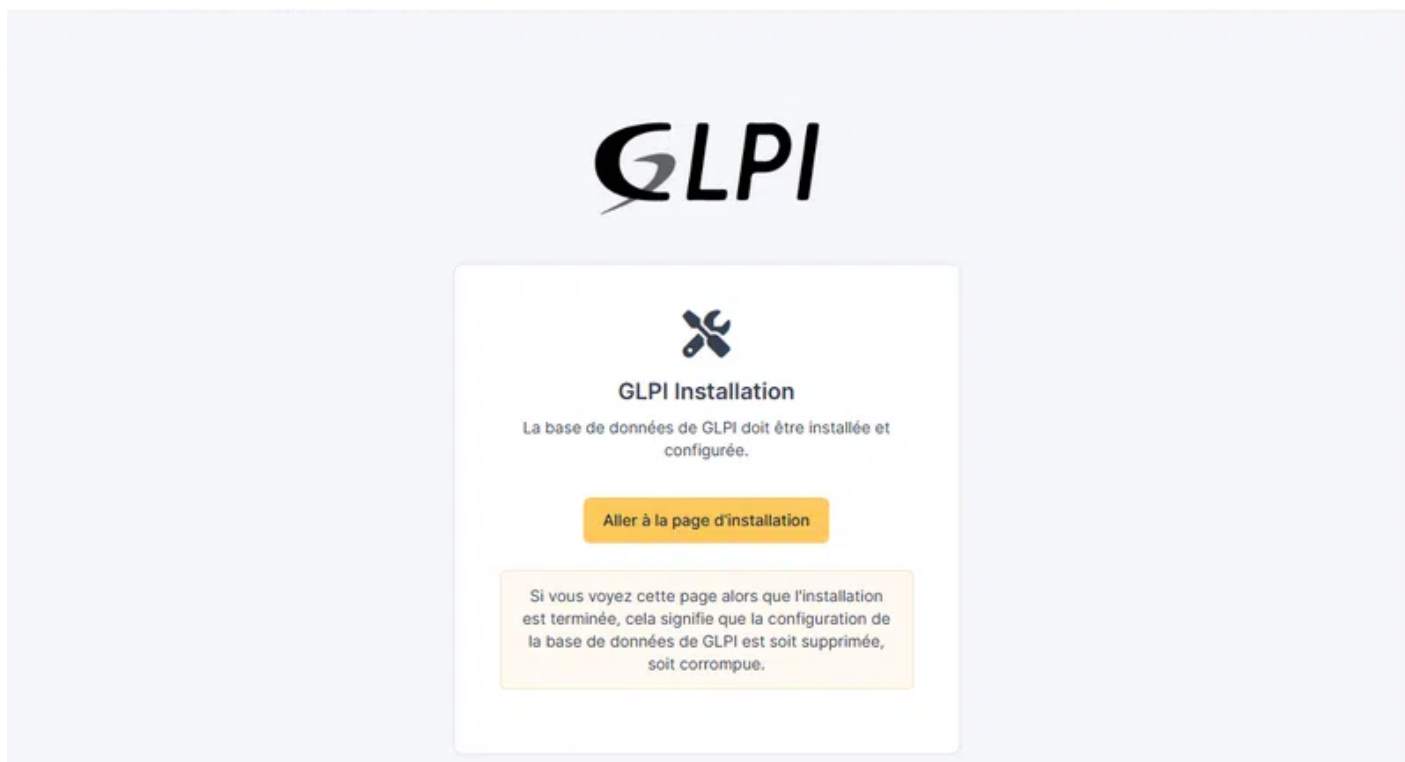 GLPI
GLPI Installation
La base de données de GLPI doit être installée et
configurée.
Aller à la page d'installation
Si vous voyez cette page alors que l'installation
est terminée, cela signifie que la configuration de
la base de données de GLPI est soit supprimée,
soit corrompue.